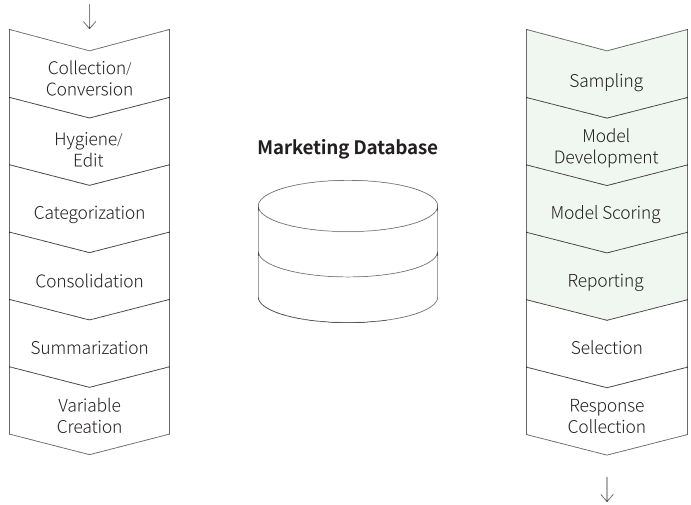 Collection/
Conversion
Hygiene/
Edit
Categorization
Consolidation
Summarization
Variable
Creation
Marketing Database
Sampling
Model
Development
Model Scoring
Reporting
Selection
Response
Collection